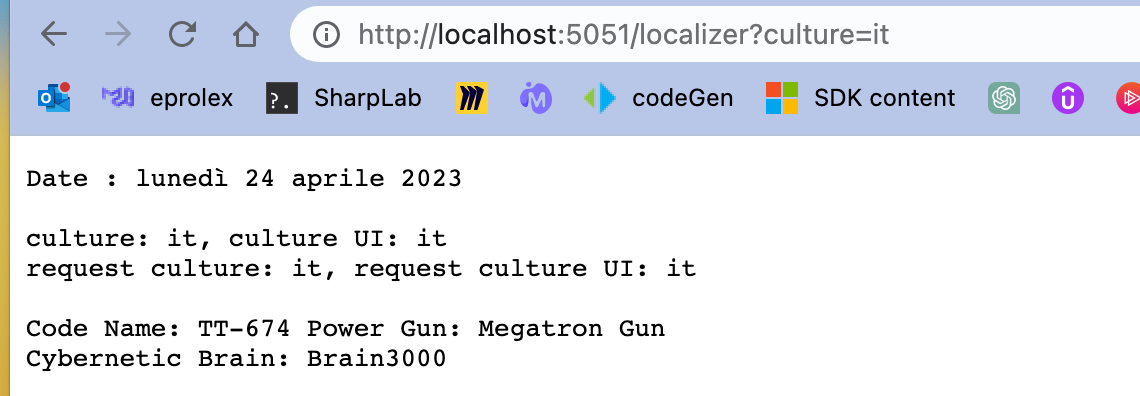 http://localhost:5051/localizer?culture=it
eprolex SharpLab codeGen SDK content
Date : lunedì 24 aprile 2023
culture: it, culture UI: it
request culture: it, request culture UI: it
Code Name: TT-674 Power Gun: Megatron Gun
Cybernetic Brain: Brain3000